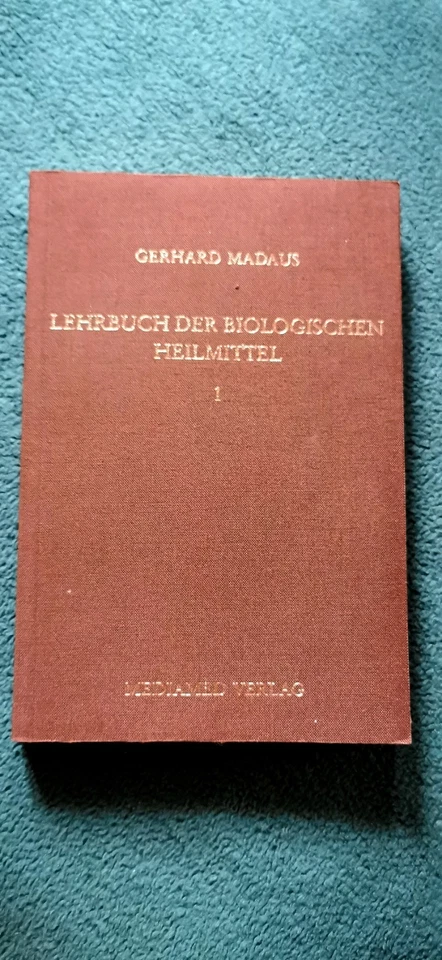 GERHARD MADAUS
LEHRBUCH DER BIOLOGISCHEN
HEILMITTEL
1
MEDIAMED VERLAG